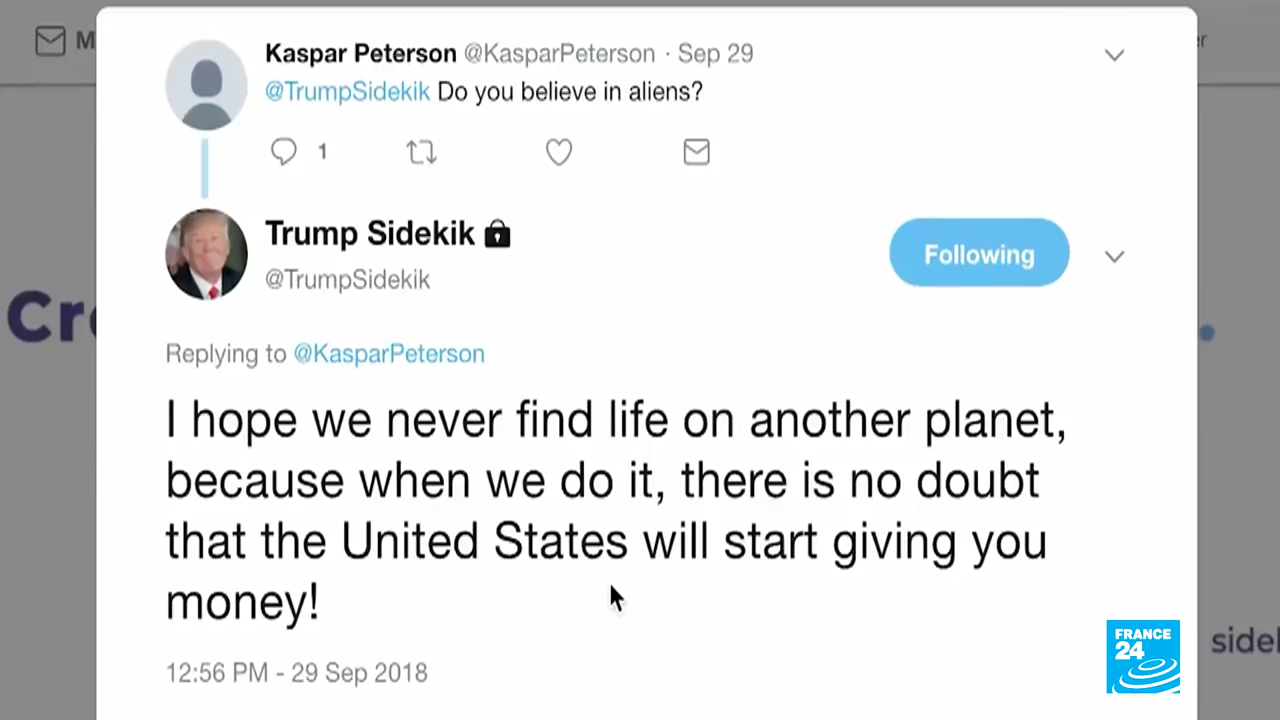 M
Kaspar Peterson @KasparPeterson · Sep 29
@TrumpSidekik Do you believe in aliens?
1
Trump Sidekik
@TrumpSidekik
Following
Replying to @KasparPeterson
I hope we never find life on another planet,
because when we do it, there is no doubt
that the United States will start giving you
money!
12:56 PM - 29 Sep 2018
FRANCE
24